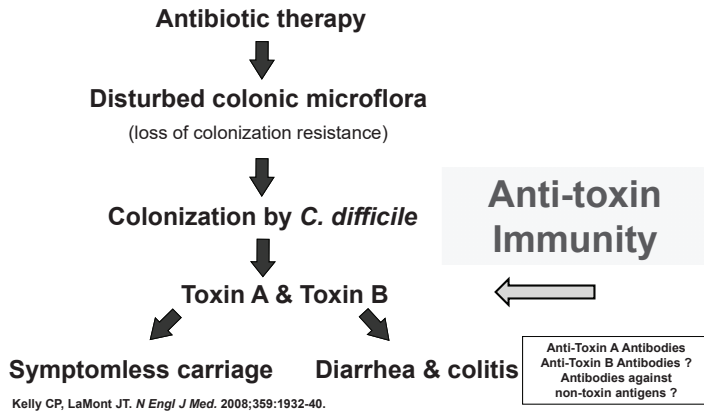 Antibiotic therapy
Disturbed colonic microflora
(loss of colonization resistance)
Colonization by C. difficile
Anti-toxin
Immunity
Toxin A & Toxin B
Symptomless carriage
Diarrhea & colitis
Anti-Toxin A Antibodies
Anti-Toxin B Antibodies ?
Antibodies against
non-toxin antigens ?
Kelly CP, LaMont JT. N Engl J Med. 2008;359:1932-40.